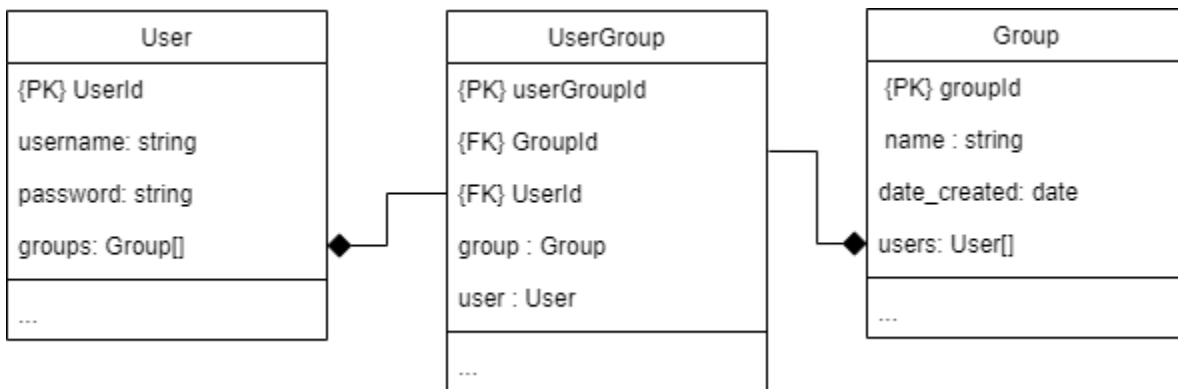 User
{PK} UserId
username: string
password: string
groups: Group[]
...
UserGroup
{PK} userGroupId
{FK} GroupId
{FK} UserId
group : Group
user : User
...
Group
{PK} groupId
name : string
date_created: date
users: User[]
...